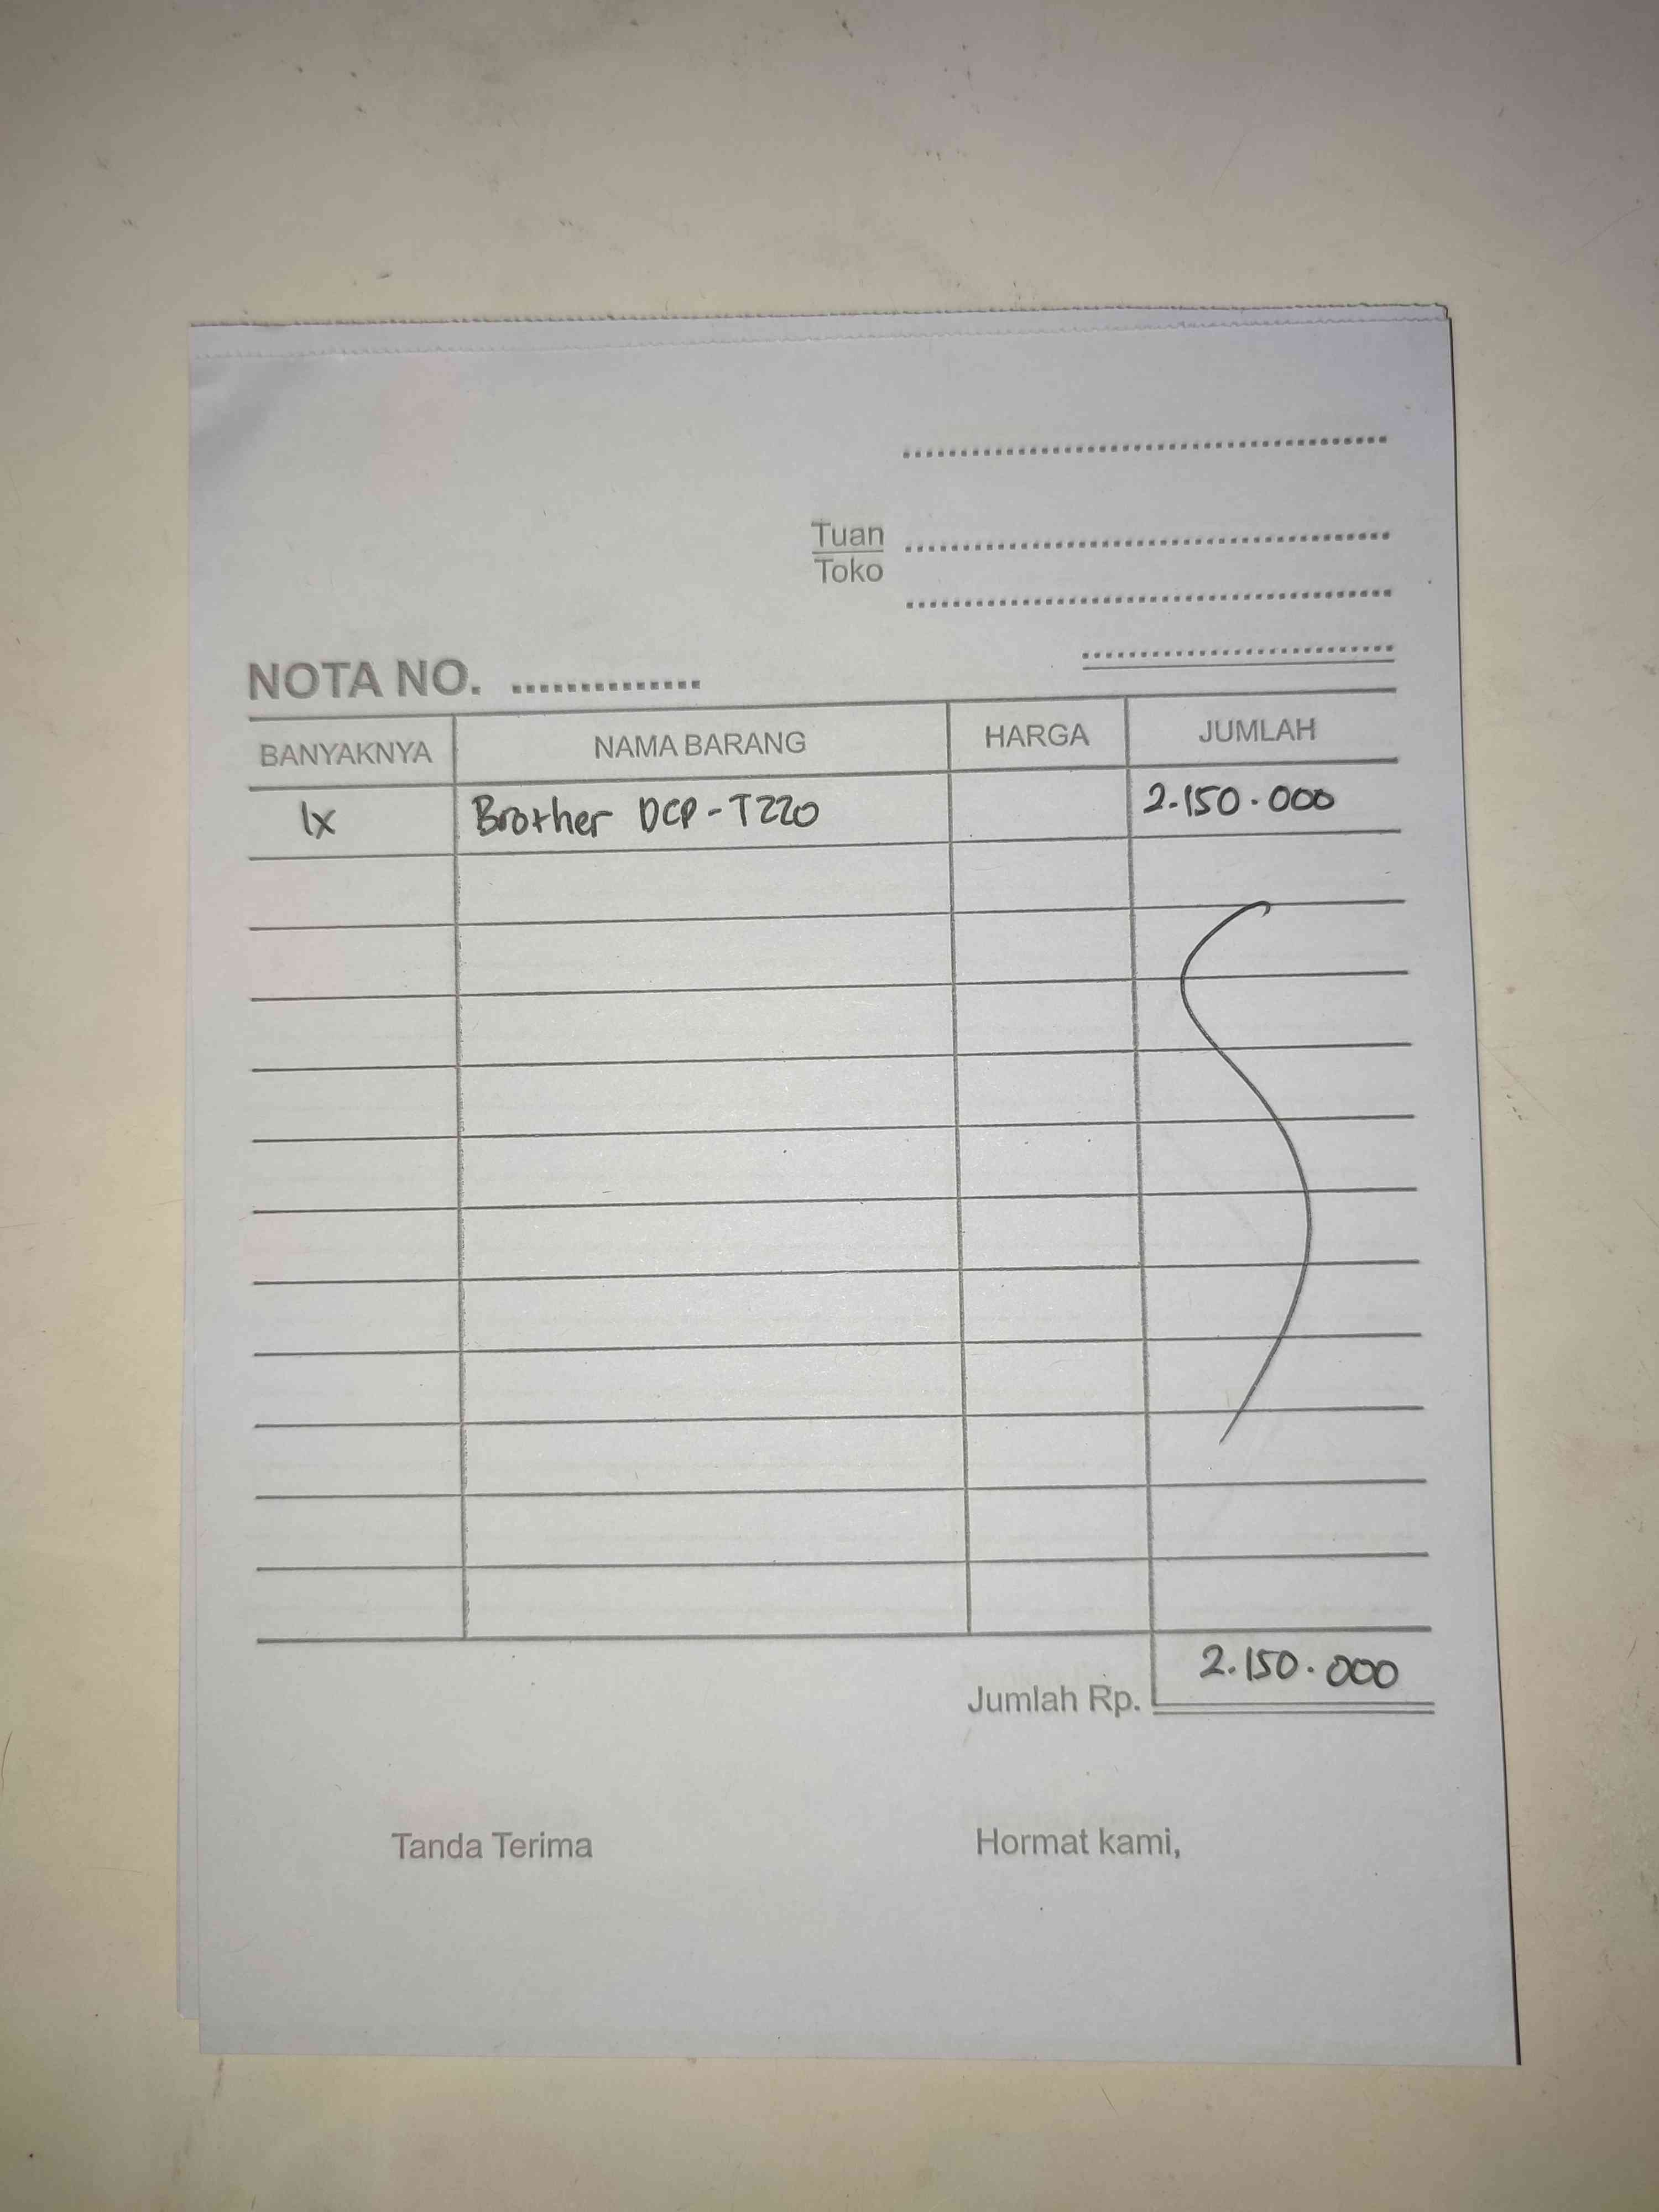 Tuan
Toko
NOTA NO. ..............
BANYAKNYA NAMA BARANG HARGA JUMLAH
1x Brother DCP-T220 2.150.000
Jumlah Rp. 2.150.000
Tanda Terima Hormat kami,